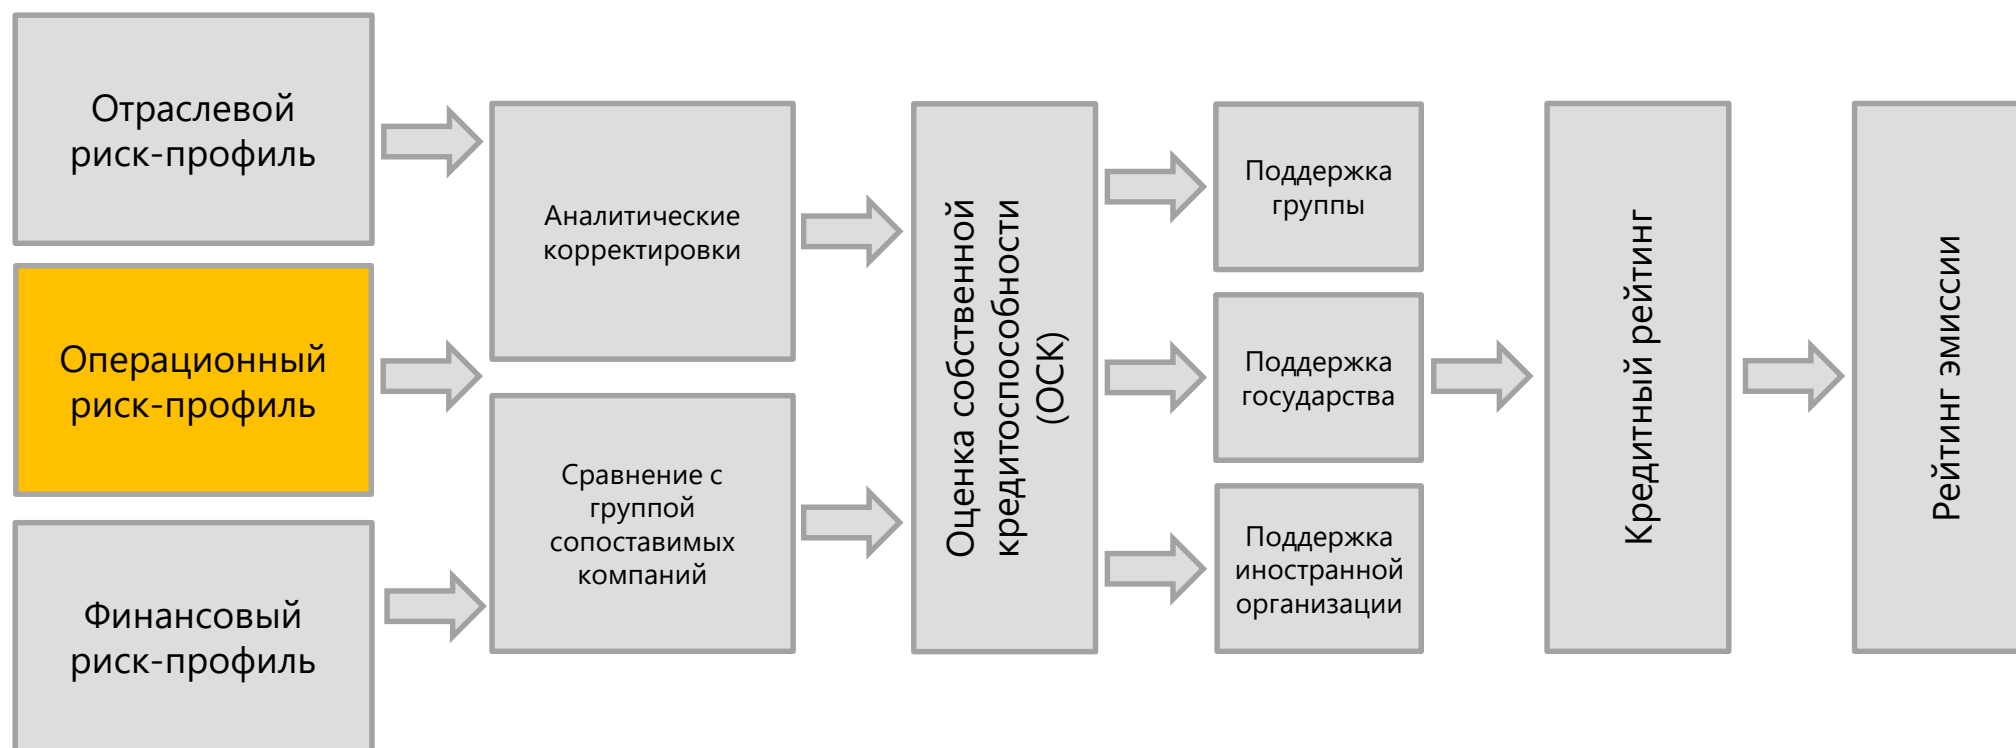 Отраслевой
риск-профиль
Операционный
риск-профиль
Финансовый
риск-профиль
Аналитические
корректировки
Сравнение с
группой
сопоставимых
компаний
Оценка собственной
кредитоспособности
(ОСК)
Поддержка
группы
Поддержка
государства
Поддержка
иностранной
организации
Кредитный рейтинг
Рейтинг эмиссии